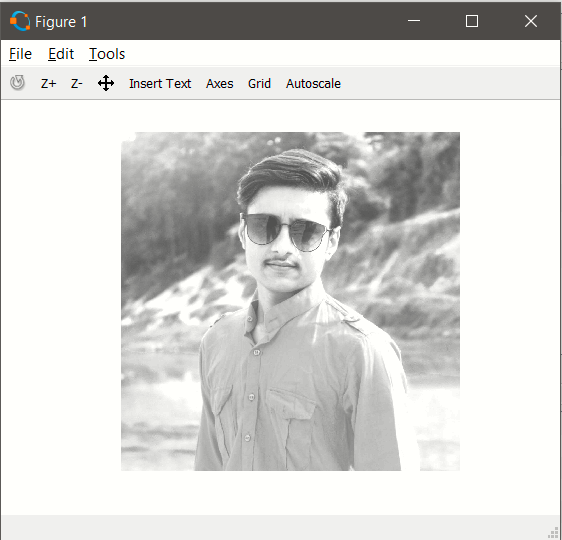 Figure 1
File Edit Tools
Z+ Z- Insert Text Axes Grid Autoscale